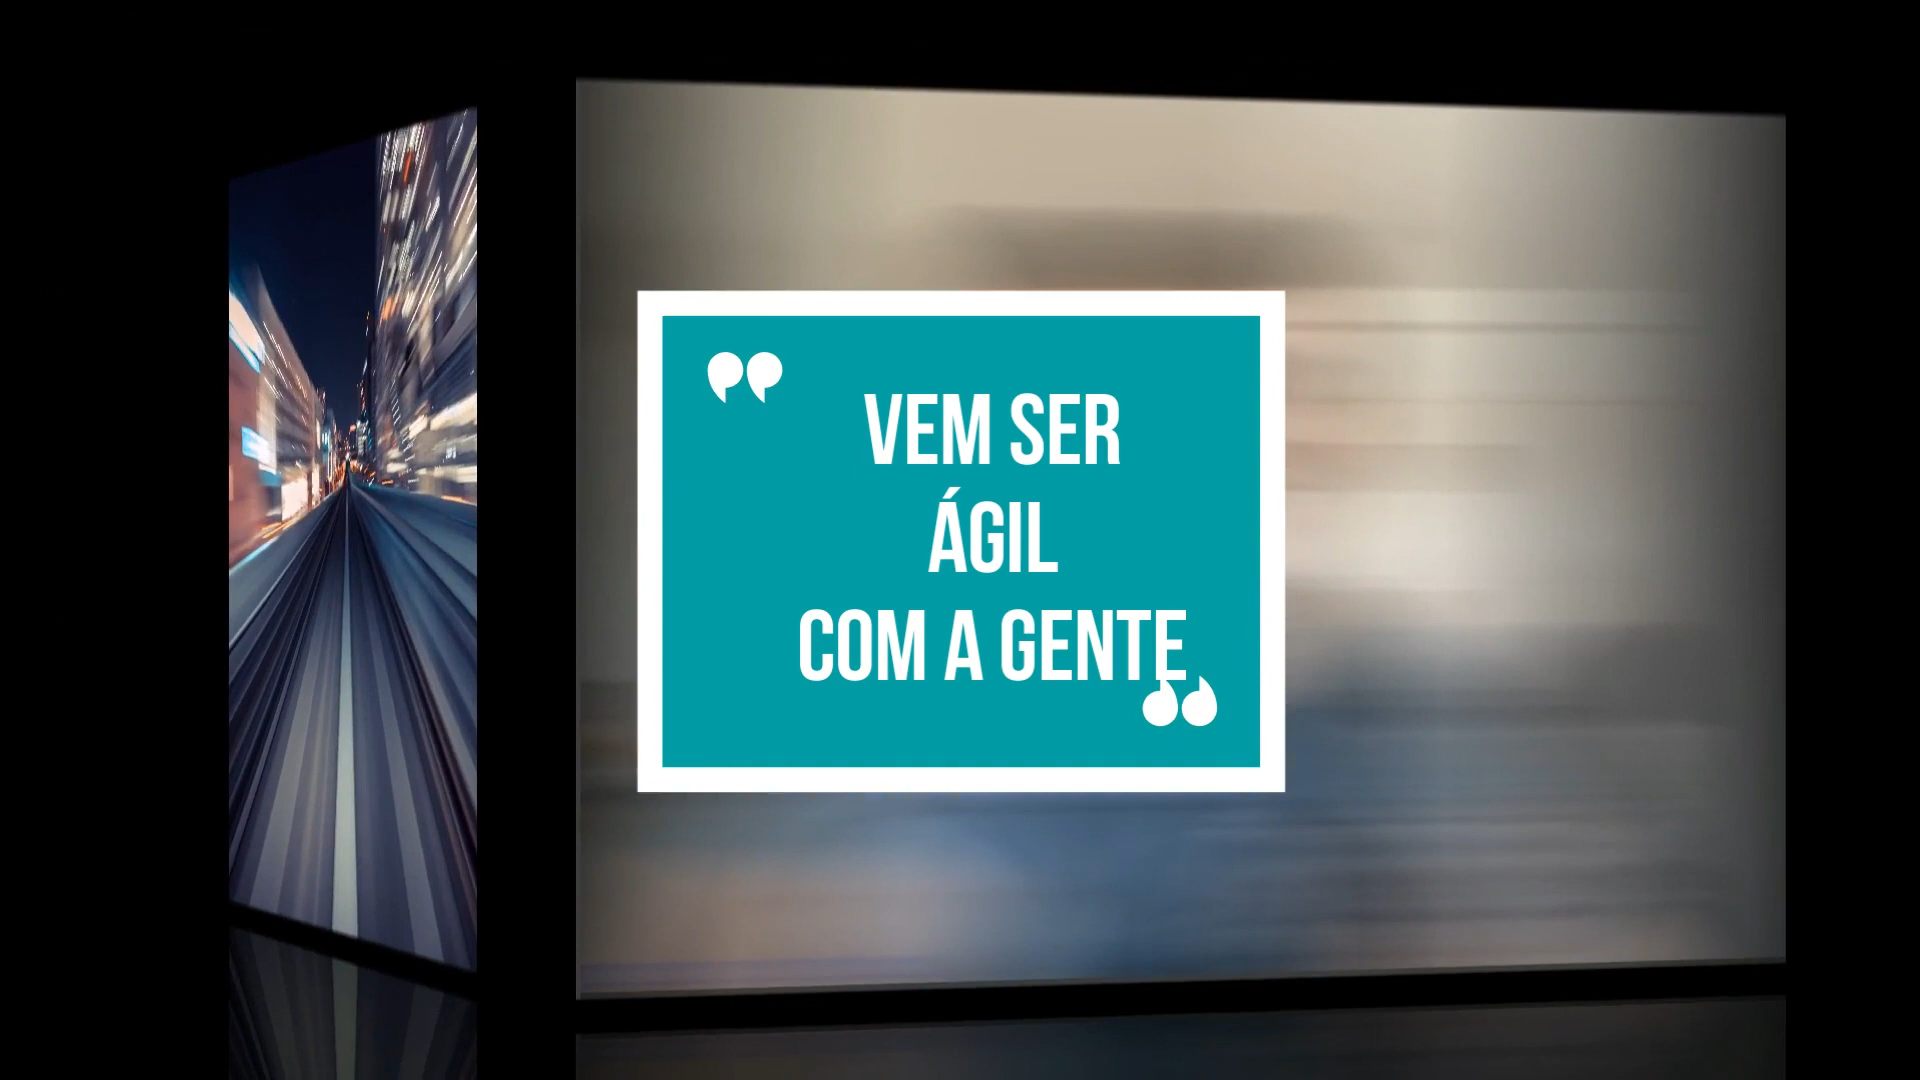 ”
VEM SER
ÁGIL
COM A GENTE
“